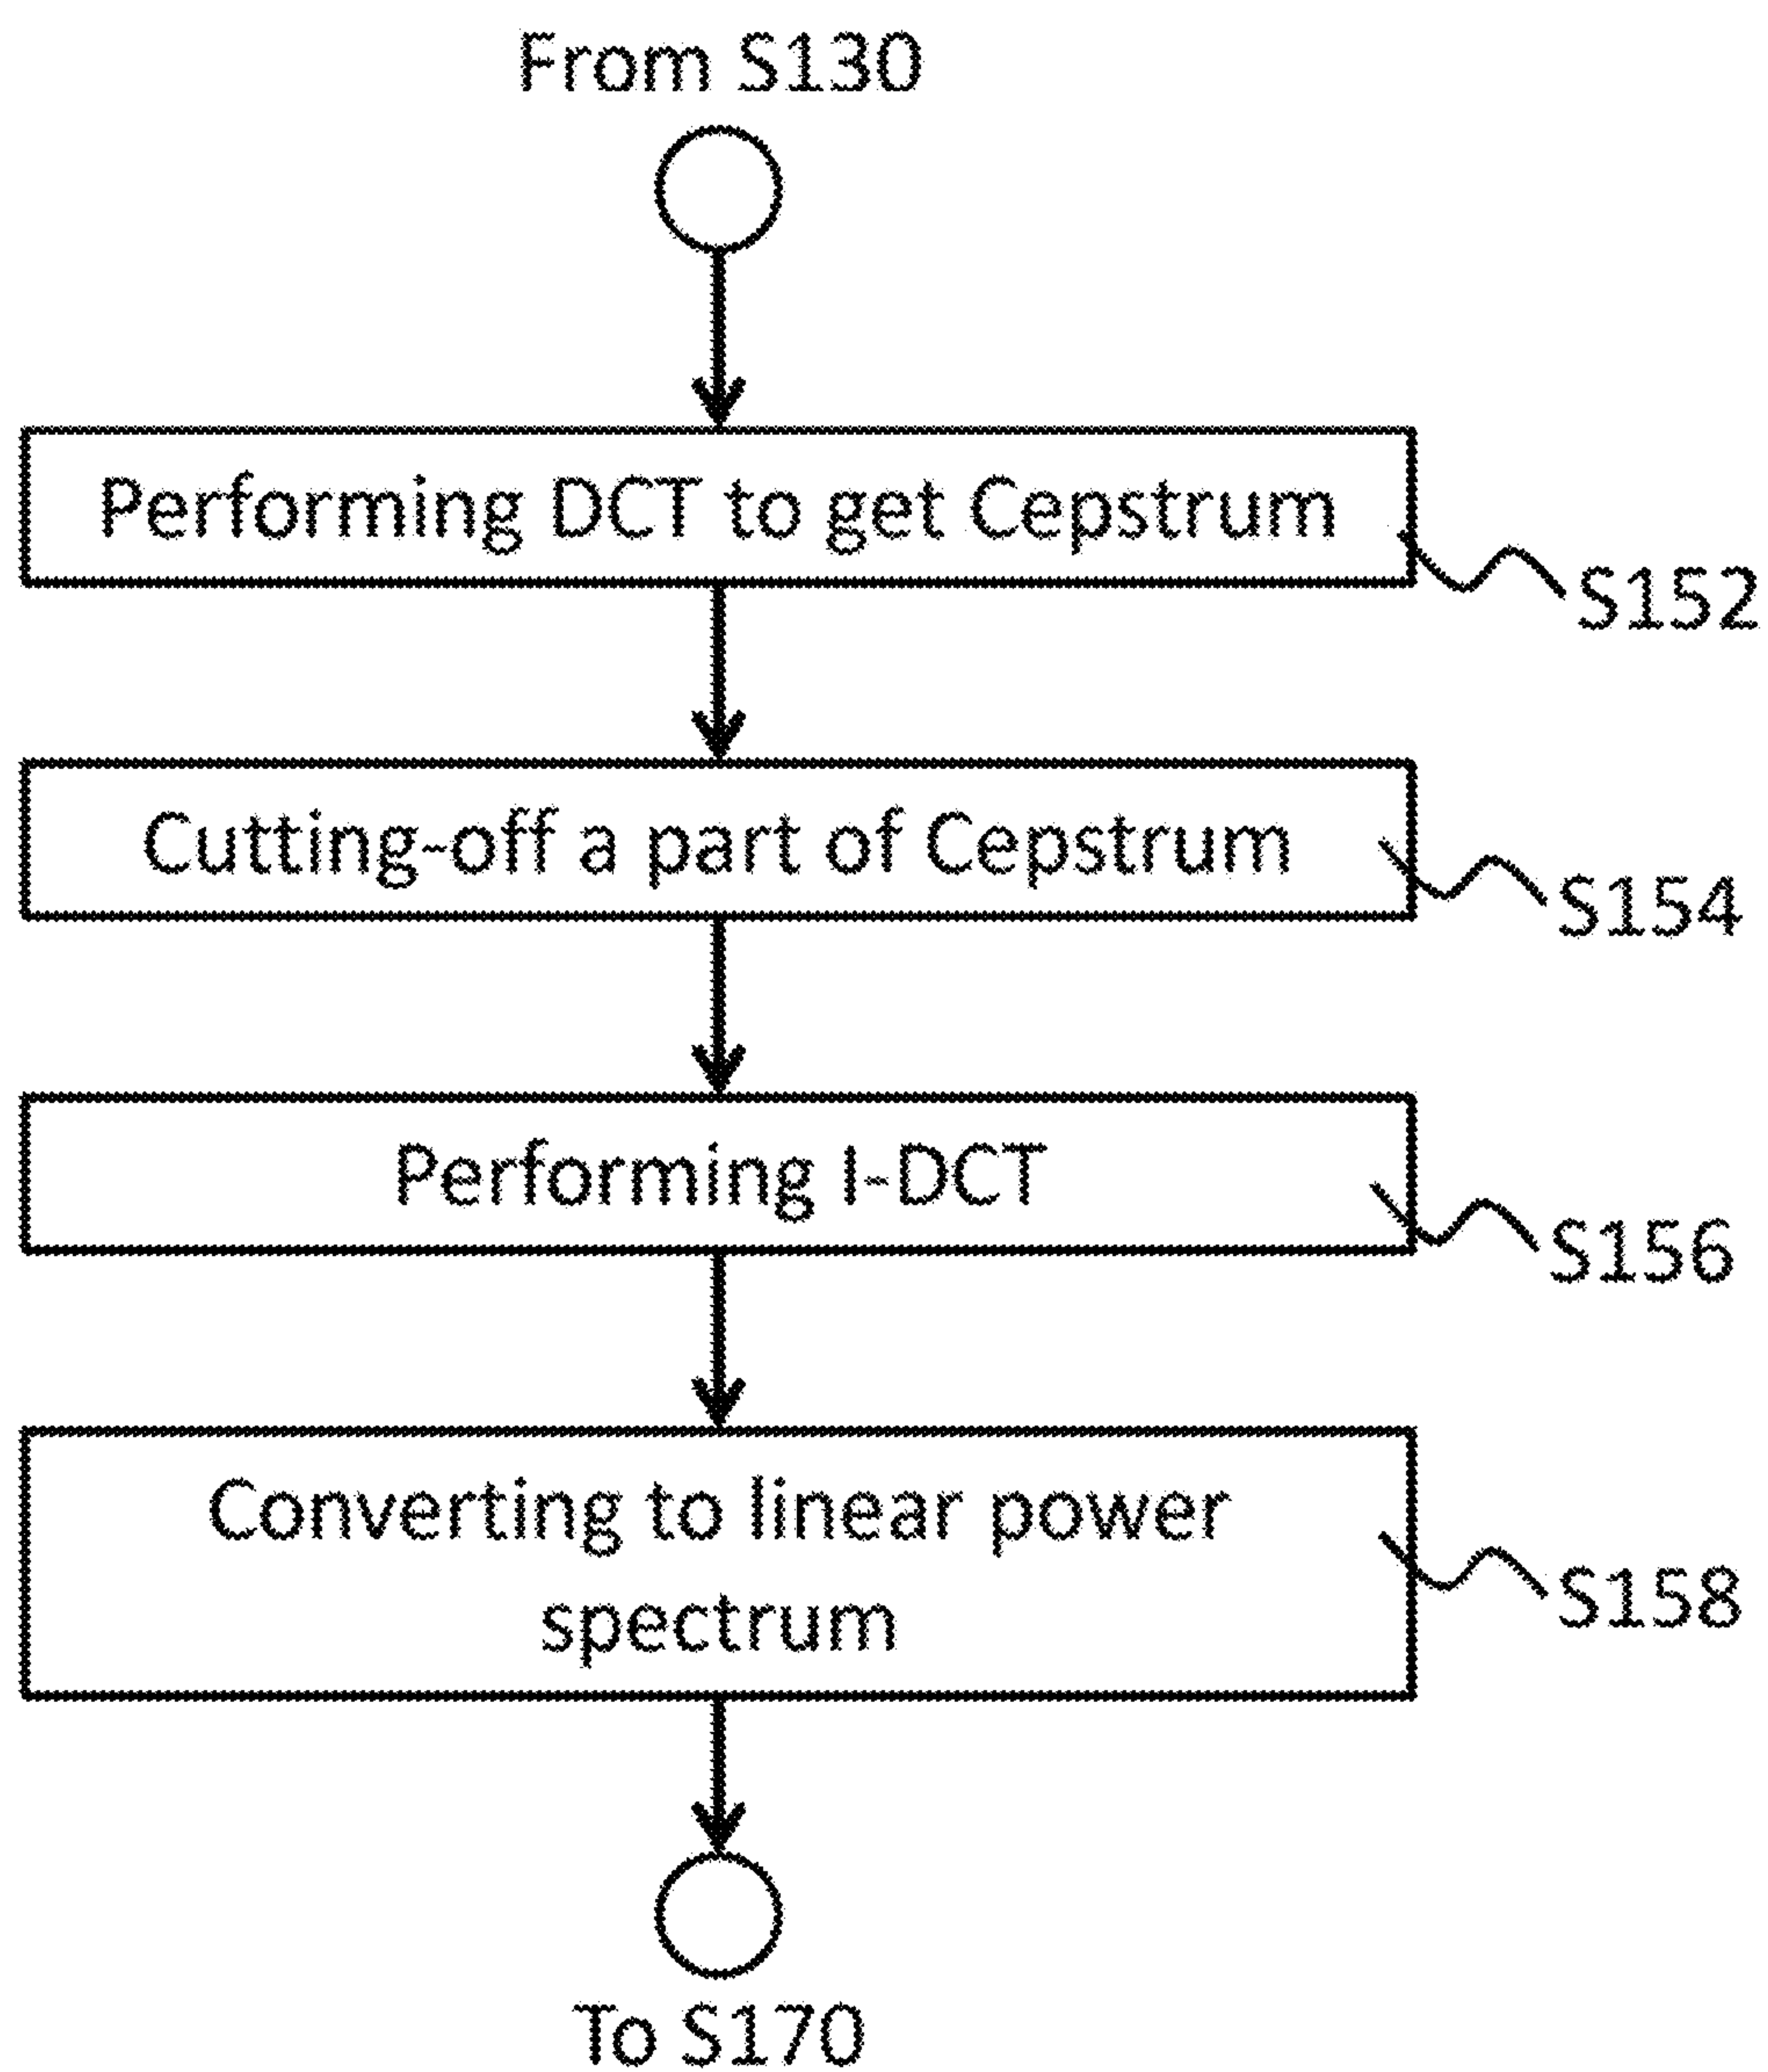 From S130
Performing DCT to get Cepstrum
S152
Cutting-off a part of Cepstrum
S154
Performing I-DCT
S156
Converting to linear power
spectrum
S158
To S170